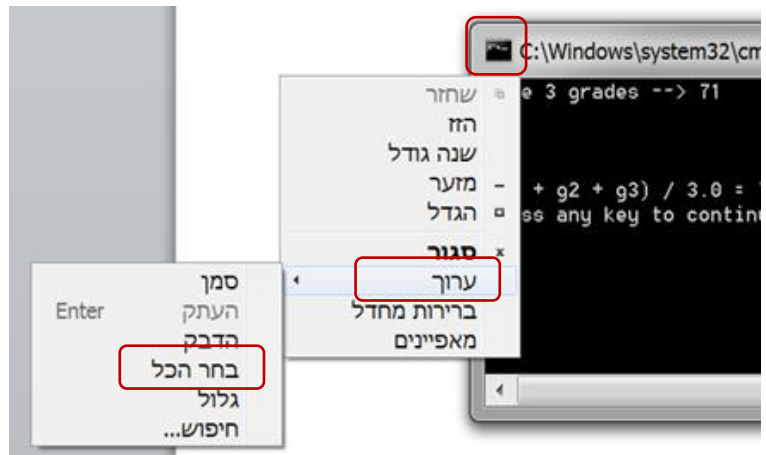 C:\Windows\system32\cm
e 3 grades --> 71
+ g2 + g3) / 3.0 =
ss any key to continu
שחזר
הזז
שנה גודל
מזער
הגדל
סגור
ערוך
ברירות מחדל
מאפיינים
סמן
העתק Enter
הדבק
בחר הכל
גלול
חיפוש...